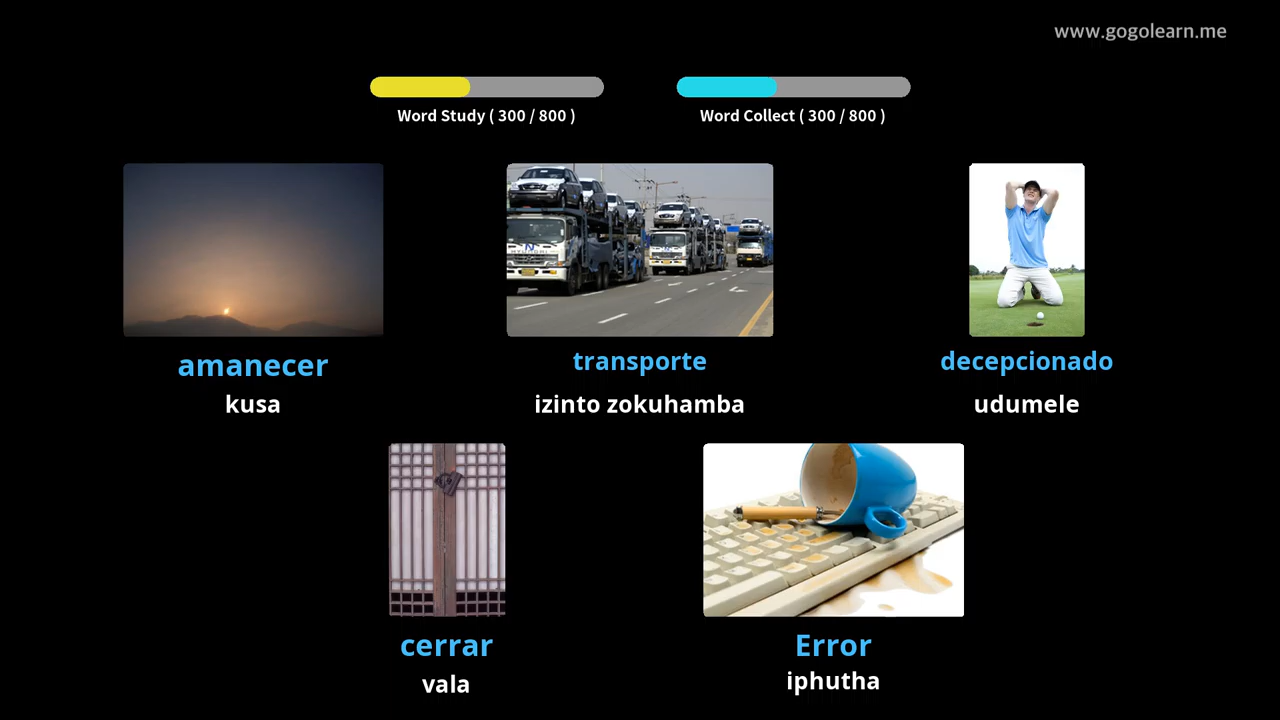 www.gogolearn.me
Word Study ( 300 / 800 )
Word Collect ( 300 / 800 )
amanecer
transporte
decepcionado
kusa
izinto zokuhamba
udumele
cerrar
Error
vala
iphutha